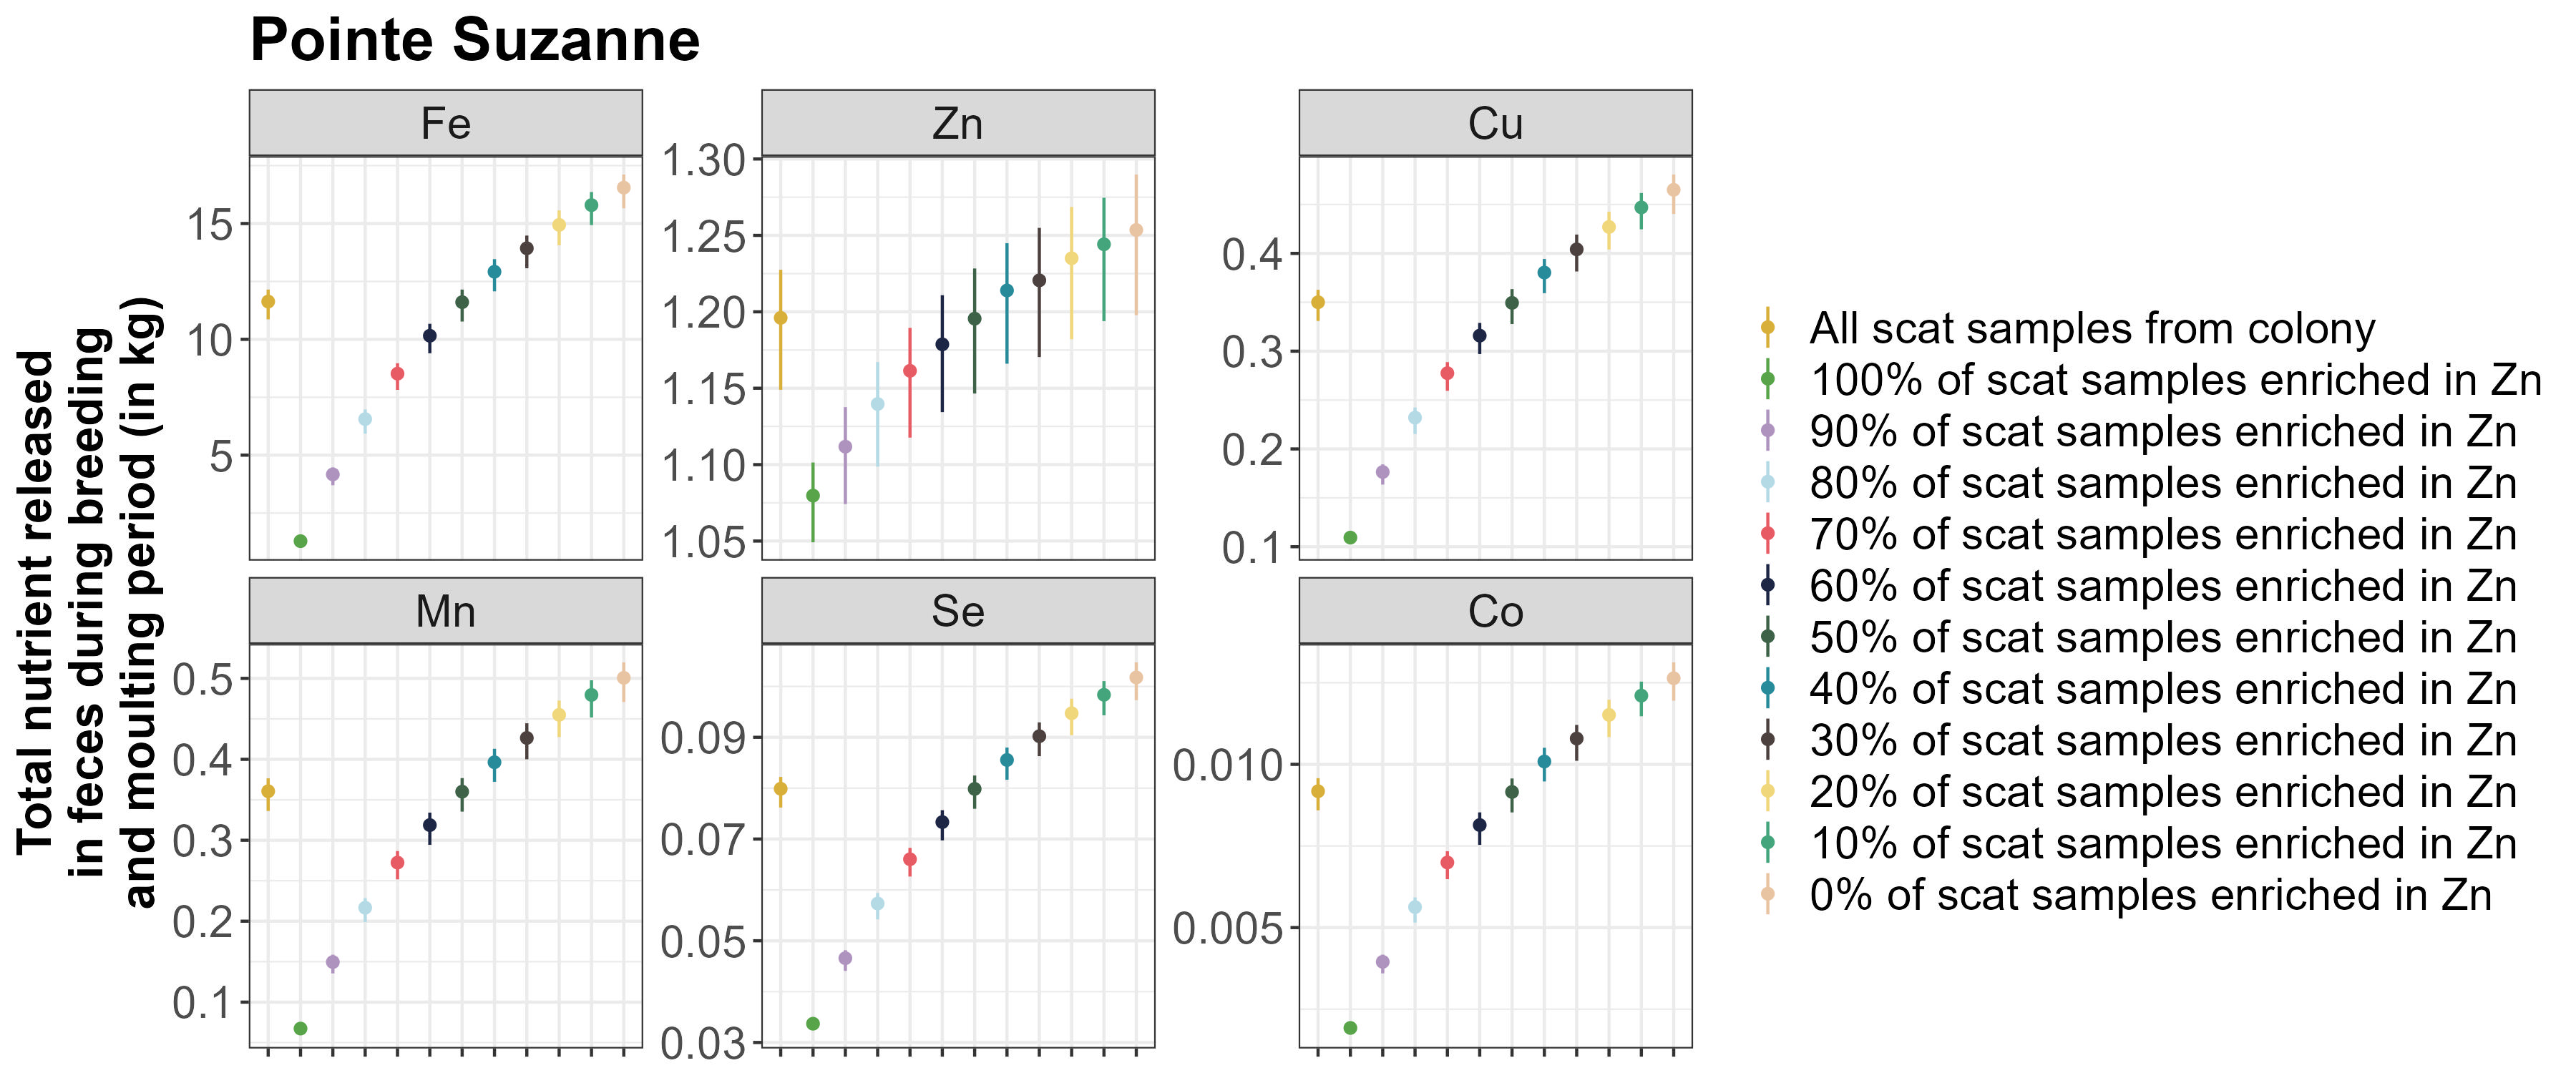 Pointe Suzanne
Total nutrient released
in feces during breeding
and moulting period (in kg)
Fe
15
10
5
Zn
1.30
1.25
1.20
1.15
1.10
1.05
Cu
0.4
0.3
0.2
0.1
Mn
0.5
0.4
0.3
0.2
0.1
Se
0.09
0.07
0.05
0.03
Co
0.010
0.005
All scat samples from colony
100% of scat samples enriched in Zn
90% of scat samples enriched in Zn
80% of scat samples enriched in Zn
70% of scat samples enriched in Zn
60% of scat samples enriched in Zn
50% of scat samples enriched in Zn
40% of scat samples enriched in Zn
30% of scat samples enriched in Zn
20% of scat samples enriched in Zn
10% of scat samples enriched in Zn
0% of scat samples enriched in Zn